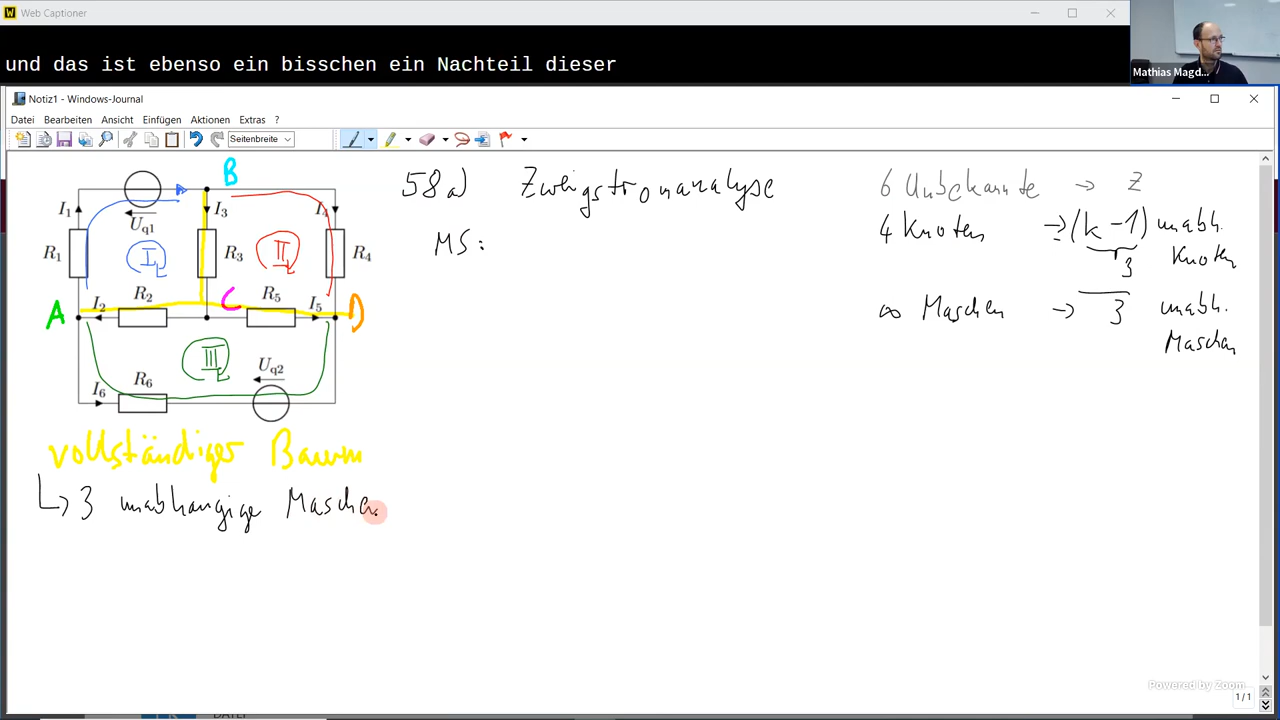 Web Captioner
und das ist ebenso ein bisschen ein Nachteil dieser
Mathias Magd...
Notiz1 - Windows-Journal
Datei Bearbeiten Ansicht Einfügen Aktionen Extras ?
Seitenbreite
B
I1 Uq1 I3 I4
R1 I R3 II R4
A I2 R2 C R5 I5 D
III Uq2
I6 R6
vollständiger Baum
↳ 3 unabhängige Maschen
58a) Zweigstromanalyse
MS:
6 Unbekannte → Z
4 Knoten → (k-1) unabh.
3 Knoten
∞ Maschen → 3 unabh.
Maschen
Powered by Zoom
1/1